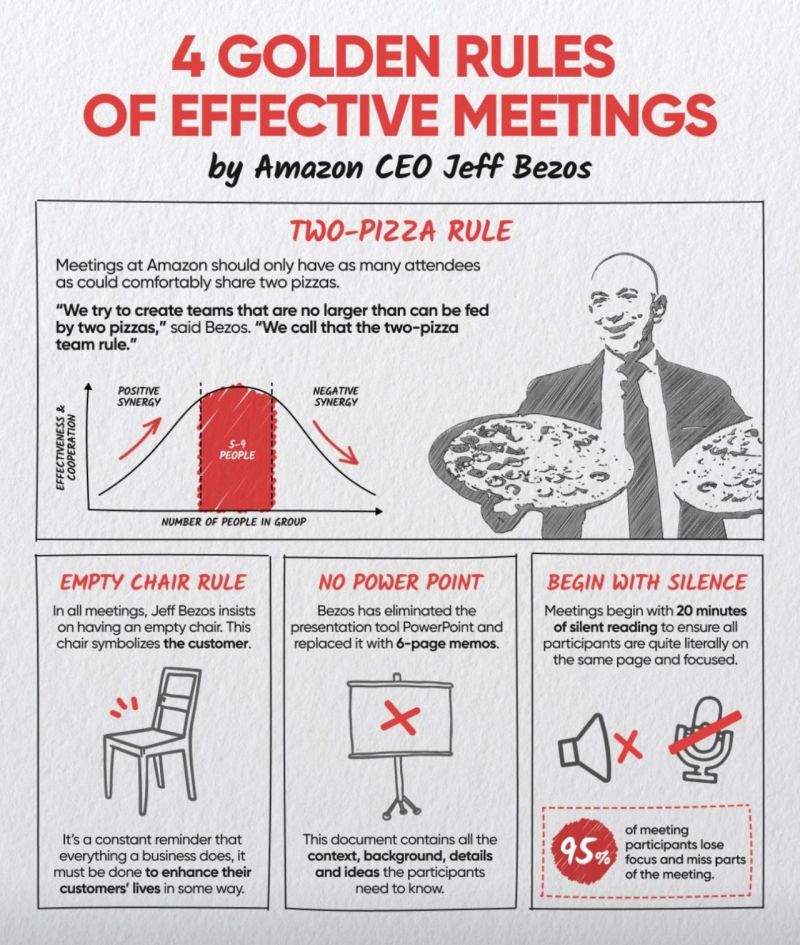 4 GOLDEN RULES
OF EFFECTIVE MEETINGS
by Amazon CEO Jeff Bezos
TWO-PIZZA RULE
Meetings at Amazon should only have as many attendees
as could comfortably share two pizzas.
“We try to create teams that are no larger than can be fed
by two pizzas,” said Bezos. “We call that the two-pizza
team rule.”
EFFECTIVENESS &
COOPERATION
POSITIVE
SYNERGY
5-9
PEOPLE
NEGATIVE
SYNERGY
NUMBER OF PEOPLE IN GROUP
EMPTY CHAIR RULE
In all meetings, Jeff Bezos insists
on having an empty chair. This
chair symbolizes the customer.
It’s a constant reminder that
everything a business does, it
must be done to enhance their
customers’ lives in some way.
NO POWER POINT
Bezos has eliminated the
presentation tool PowerPoint and
replaced it with 6-page memos.
This document contains all the
context, background, details
and ideas the participants
need to know.
BEGIN WITH SILENCE
Meetings begin with 20 minutes
of silent reading to ensure all
participants are quite literally on
the same page and focused.
95%
of meeting
participants lose
focus and miss parts
of the meeting.